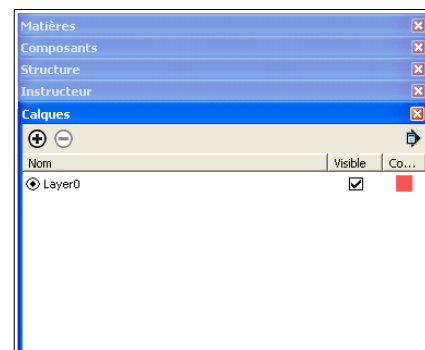 Matières
Composants
Structure
Instructeur
Calques
Nom Visible Co...
Layer0